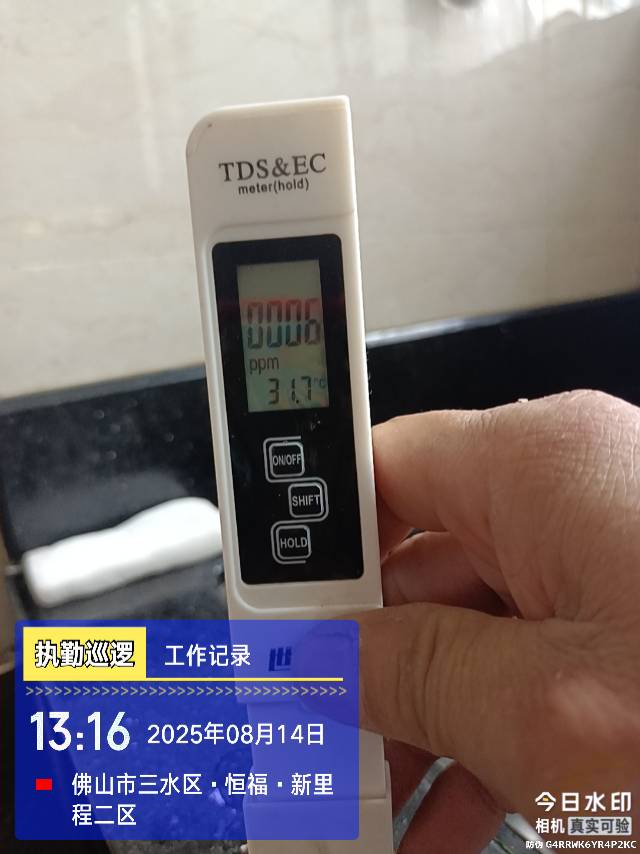 TDS&EC
meter(hold)
0006
ppm
31.7°C
ON/OFF
SHIFT
HOLD
执勤巡逻 工作记录
13:16 2025年08月14日
佛山市三水区·恒福·新里
程二区
今日水印
相机 真实可验
防伪 G4RRWK6YR4P2KC